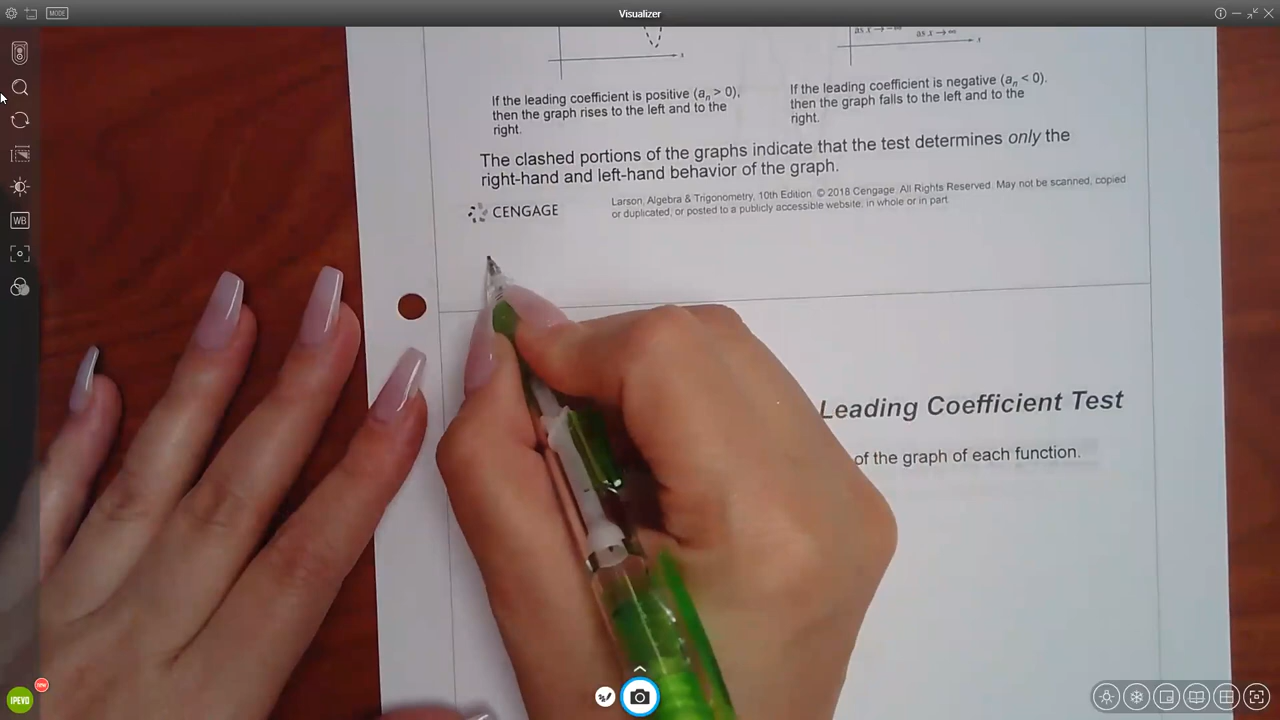 MODE
Visualizer
as x → −∞
as x → ∞
x
x
If the leading coefficient is positive (aₙ > 0),
then the graph rises to the left and to the
right.
If the leading coefficient is negative (aₙ < 0).
then the graph falls to the left and to the
right.
The clashed portions of the graphs indicate that the test determines only the
right-hand and left-hand behavior of the graph.
CENGAGE
Larson, Algebra & Trigonometry, 10th Edition. © 2018 Cengage. All Rights Reserved. May not be scanned, copied
or duplicated, or posted to a publicly accessible website, in whole or in part.
Leading Coefficient Test
of the graph of each function.
WB
IPEVO